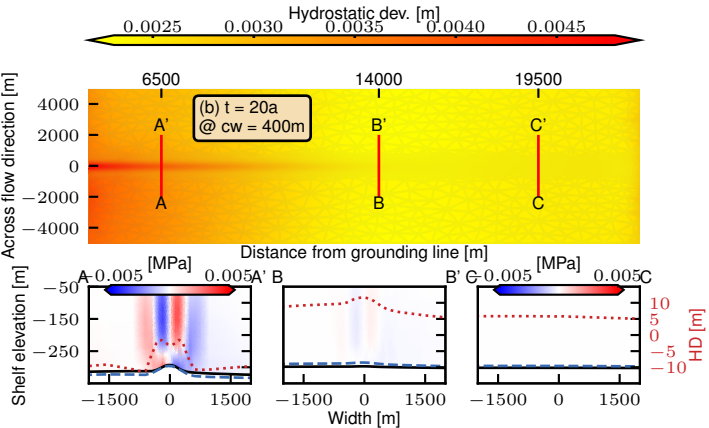 Hydrostatic dev. [m]
0.0025 0.0030 0.0035 0.0040 0.0045
6500 14000 19500
Across flow direction [m]
4000
2000
0
−2000
−4000
(b) t = 20a
@ cw = 400m
A' B' C'
A B C
Distance from grounding line [m]
[MPa] [MPa]
A −0.005 0.005 A' B B' C −0.005 0.005 C
Shelf elevation [m]
−50
−150
−250
10
5
0
−5
−10
HD [m]
−1500 0 1500 −1500 0 1500 −1500 0 1500
Width [m]